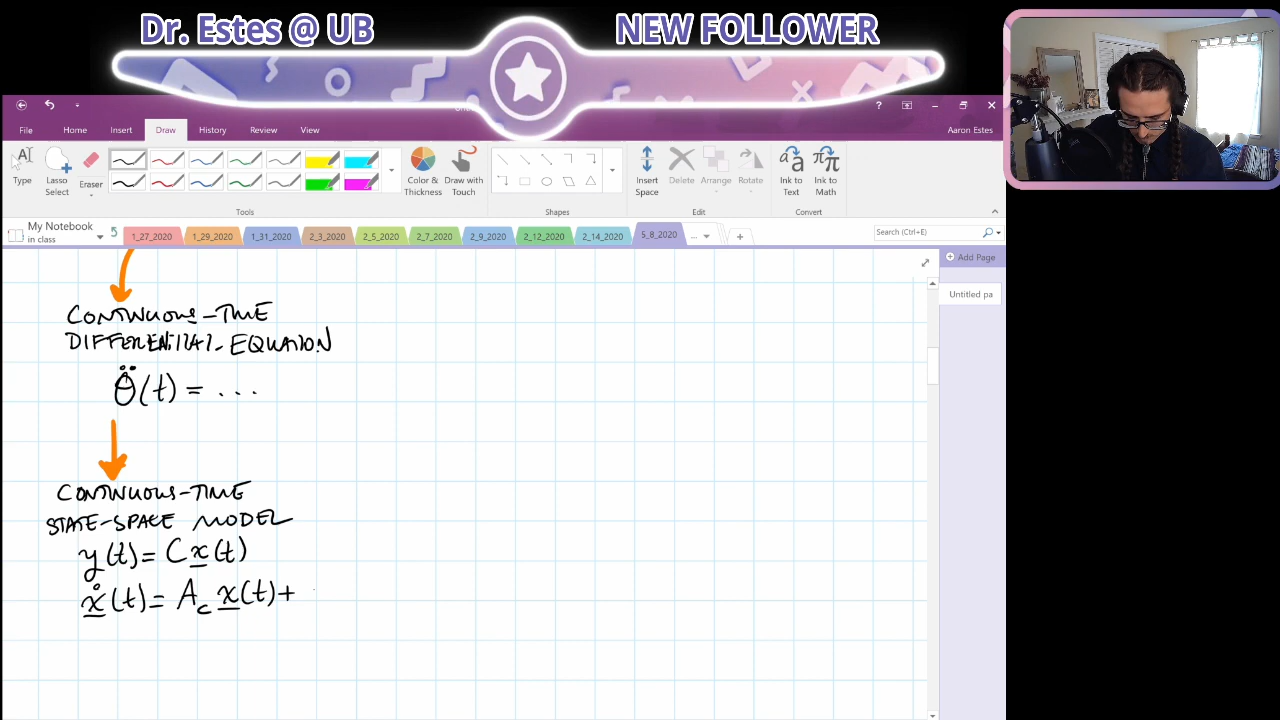 Dr. Estes @ UB
NEW FOLLOWER
File
Home
Insert
Draw
History
Review
View
?
Aaron Estes
Type
Lasso
Select
Eraser
Color &
Thickness
Draw with
Touch
Insert
Space
Delete
Arrange
Rotate
Ink to
Text
Ink to
Math
Tools
Shapes
Edit
Convert
My Notebook
in class
1_27_2020
1_29_2020
1_31_2020
2_3_2020
2_5_2020
2_7_2020
2_9_2020
2_12_2020
2_14_2020
5_8_2020
...
Search (Ctrl+E)
Add Page
Untitled pa
CONTINUOUS-TIME
DIFFERENTIAL EQUATION
Θ̈(t) = ...
CONTINUOUS-TIME
STATE-SPACE MODEL
y(t) = C x̲(t)
ẋ̲(t) = A_c x̲(t) +